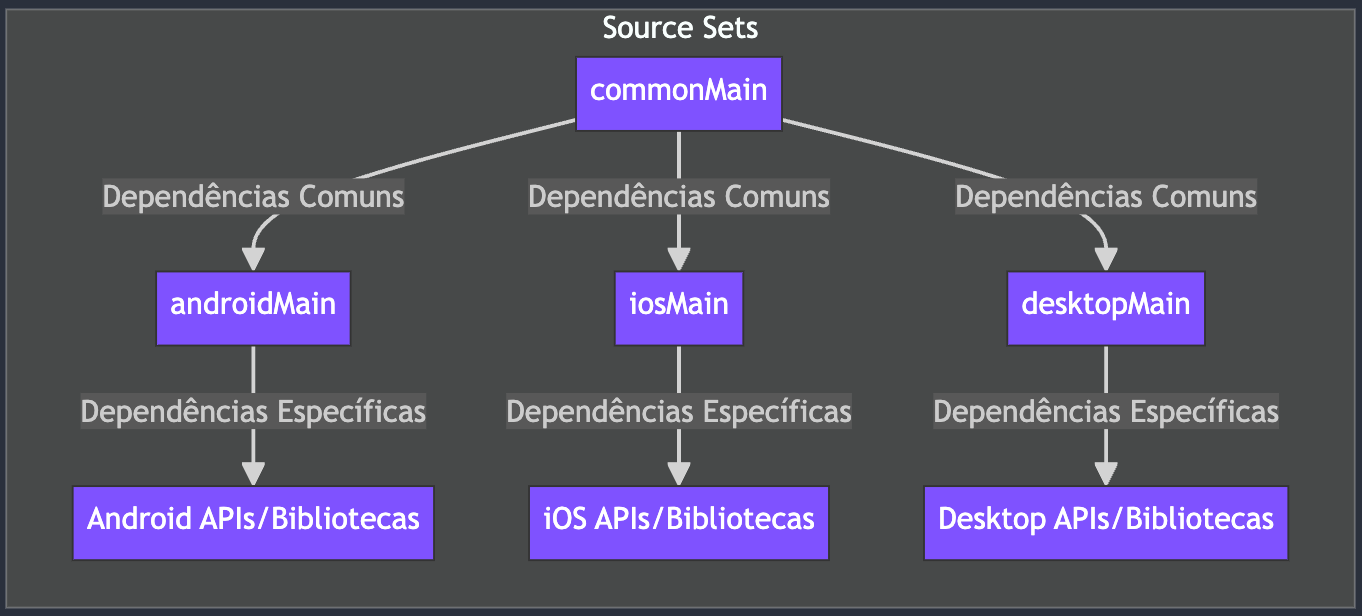 Source Sets
commonMain
Dependências Comuns
Dependências Comuns
Dependências Comuns
androidMain
iosMain
desktopMain
Dependências Específicas
Dependências Específicas
Dependências Específicas
Android APIs/Bibliotecas
iOS APIs/Bibliotecas
Desktop APIs/Bibliotecas